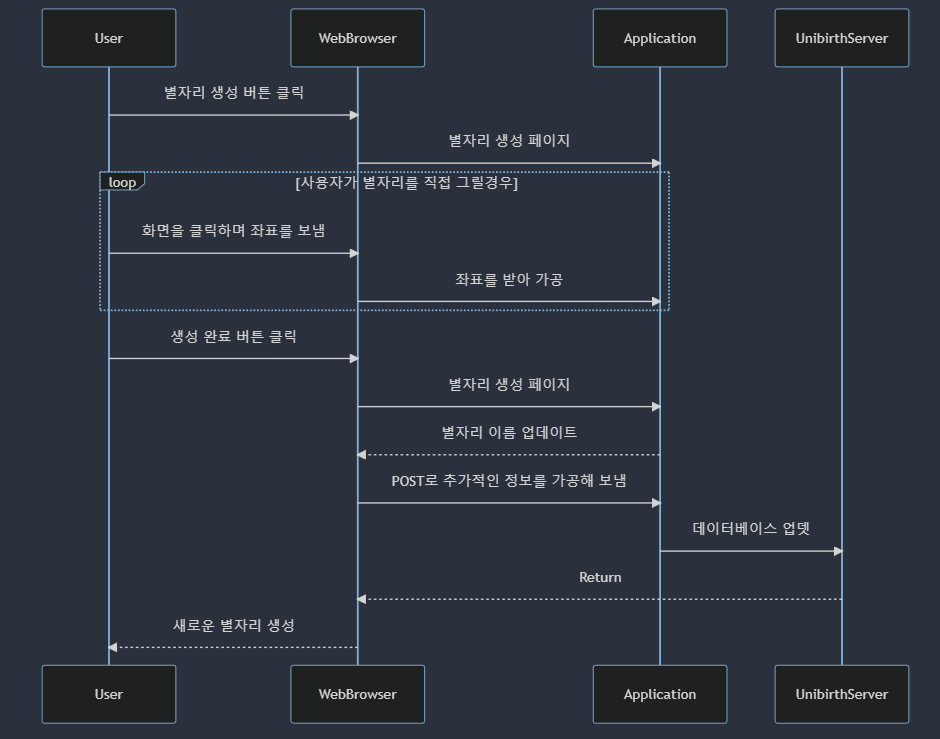 User WebBrowser Application UnibirthServer
별자리 생성 버튼 클릭
별자리 생성 페이지
loop [사용자가 별자리를 직접 그릴경우]
화면을 클릭하며 좌표를 보냄
좌표를 받아 가공
생성 완료 버튼 클릭
별자리 생성 페이지
별자리 이름 업데이트
POST로 추가적인 정보를 가공해 보냄
데이터베이스 업뎃
Return
새로운 별자리 생성
User WebBrowser Application UnibirthServer